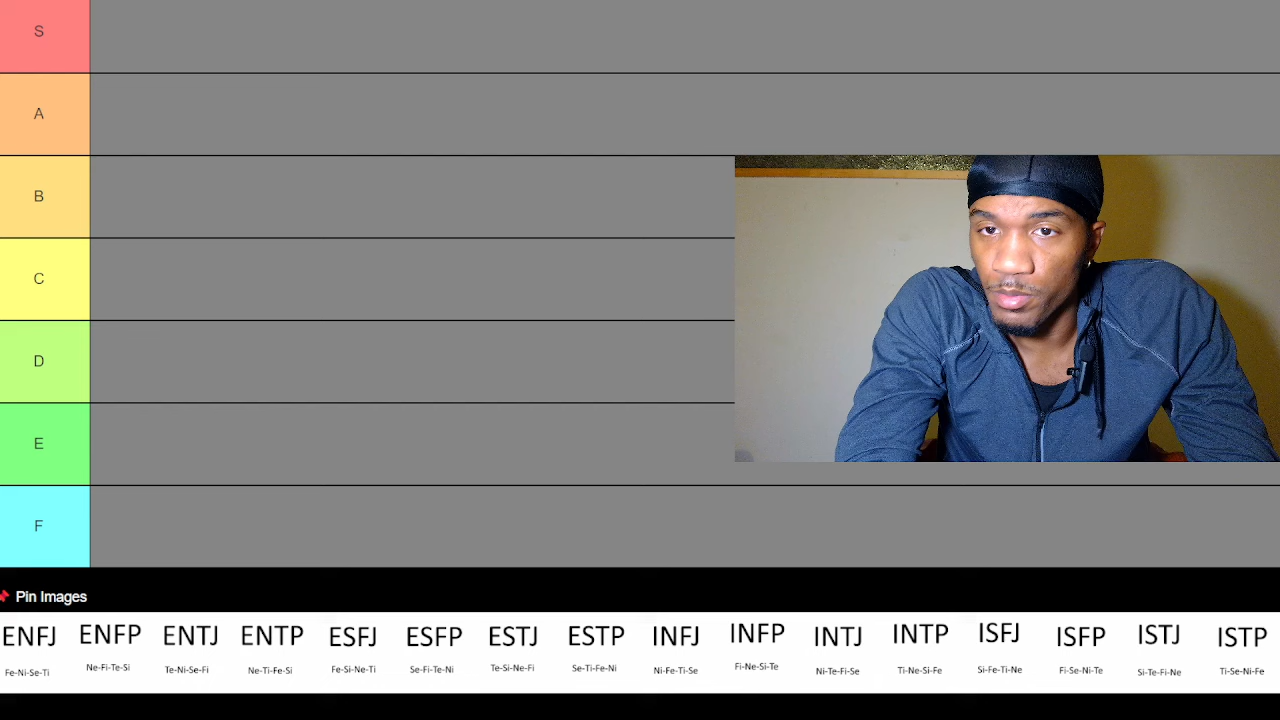 S
A
B
C
D
E
F
Pin Images
ENFJ ENFP ENTJ ENTP ESFJ ESFP ESTJ ESTP INFJ INFP INTJ INTP ISFJ ISFP ISTJ ISTP
Fe-Ni-Se-Ti Ne-Fi-Te-Si Te-Ni-Se-Fi Ne-Ti-Fe-Si Fe-Si-Ne-Ti Se-Fi-Te-Ni Te-Si-Ne-Fi Se-Ti-Fe-Ni Ni-Fe-Ti-Se Fi-Ne-Si-Te Ni-Te-Fi-Se Ti-Ne-Si-Fe Si-Fe-Ti-Ne Fi-Se-Ni-Te Si-Te-Fi-Ne Ti-Se-Ni-Fe